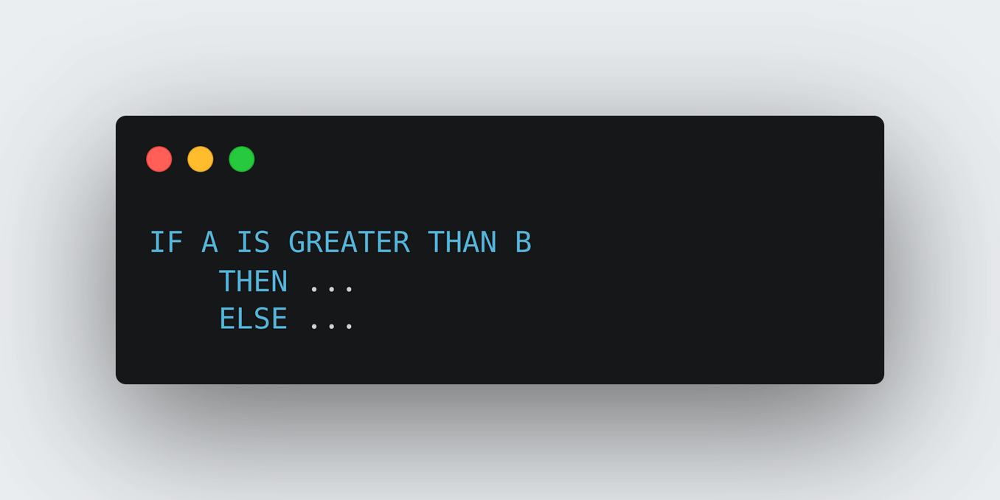 IF A IS GREATER THAN B
THEN ...
ELSE ...